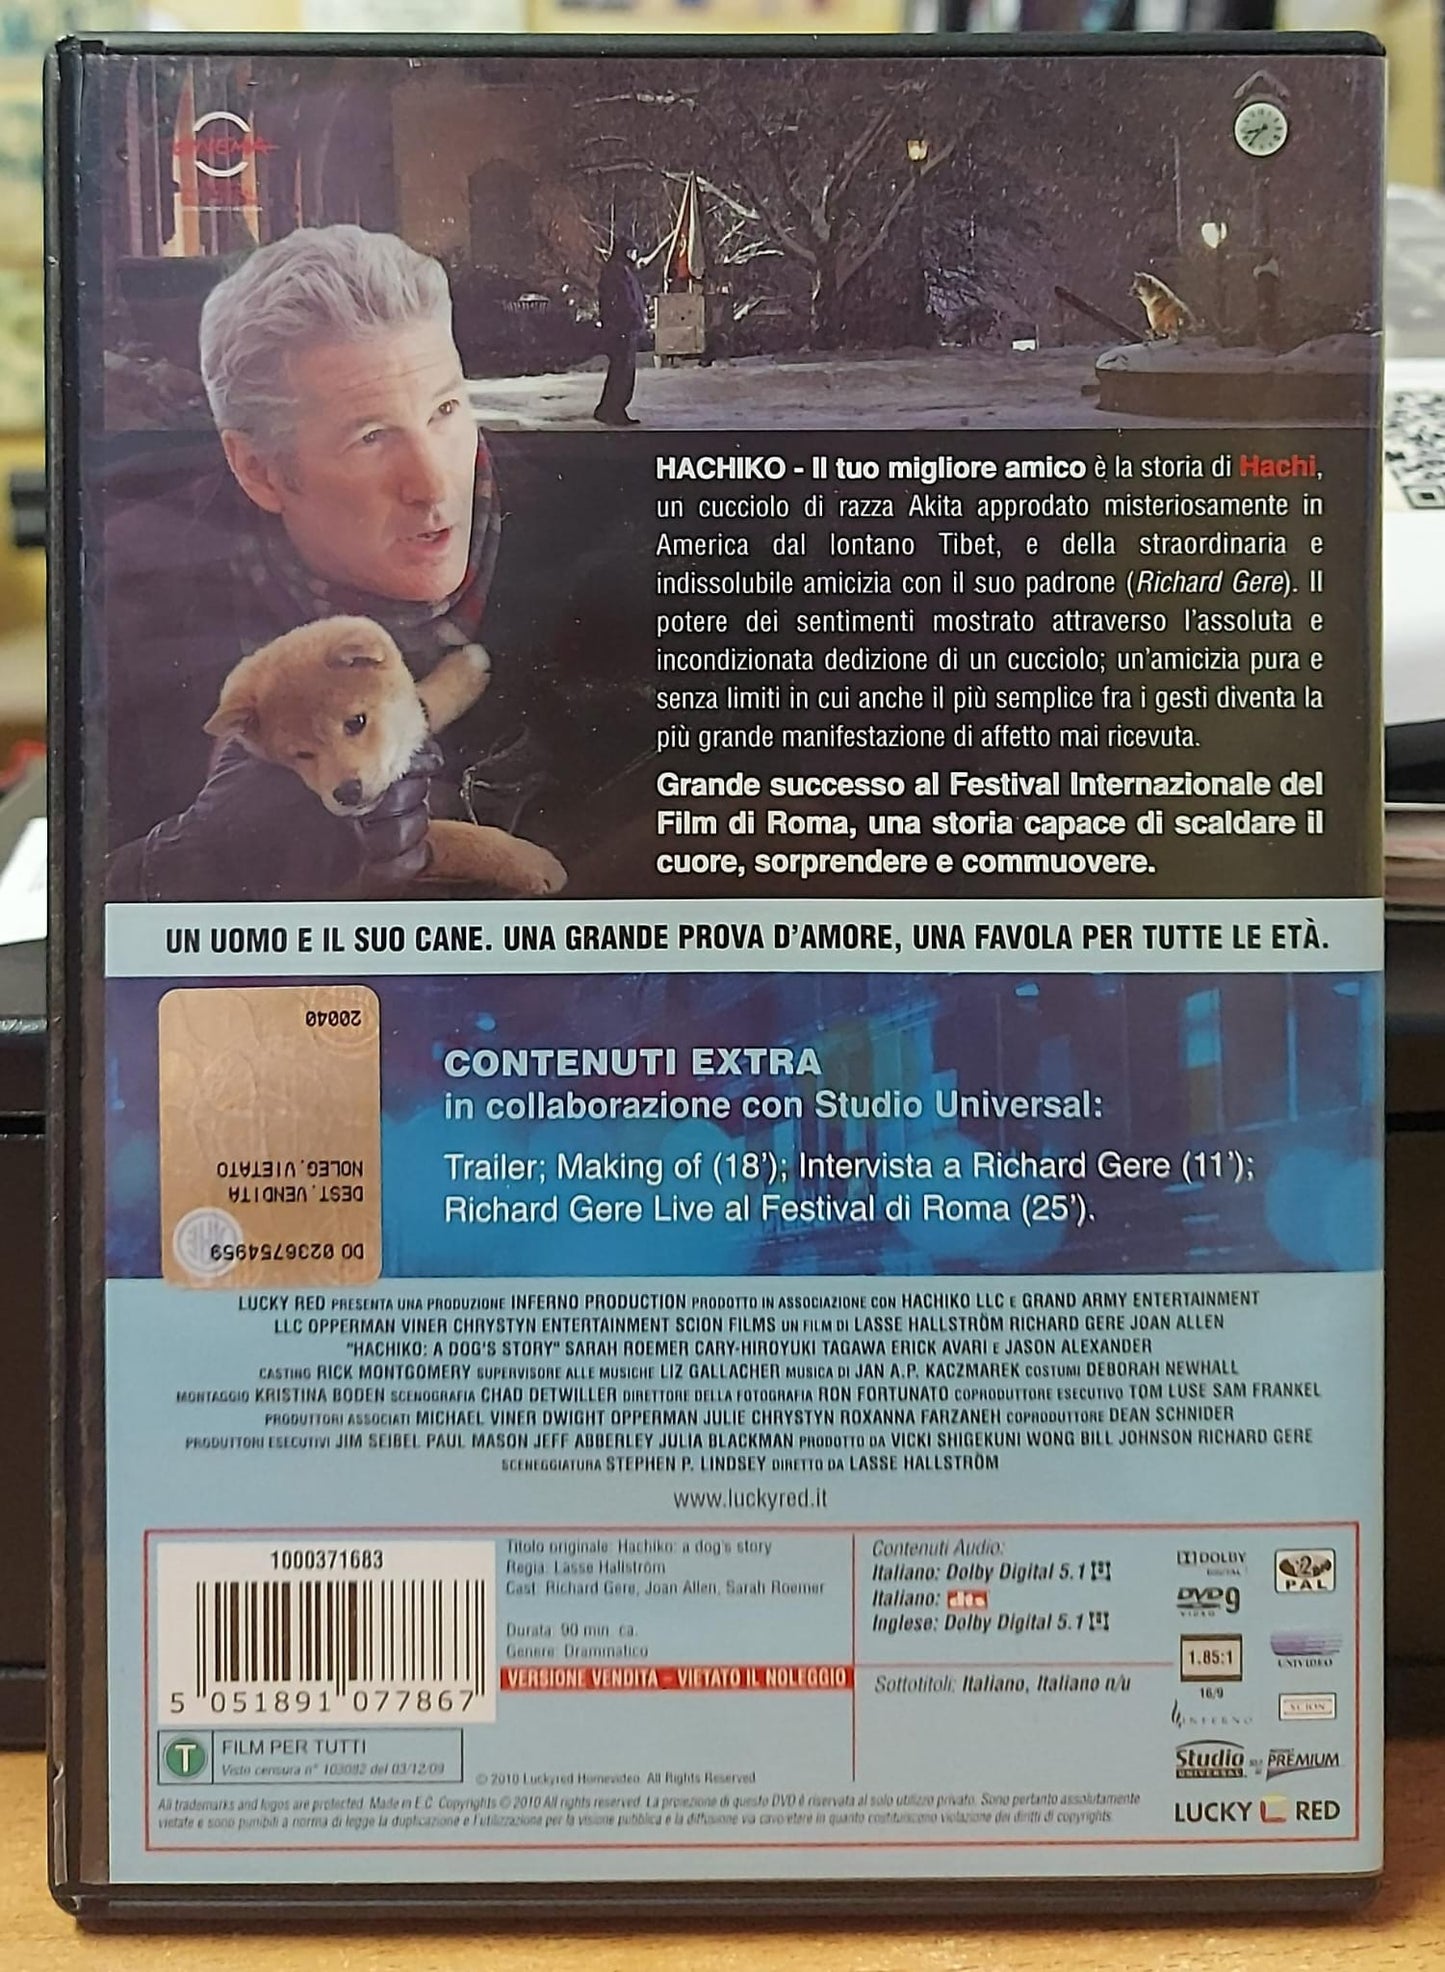 CINEMA
HACHIKO - Il tuo migliore amico è la storia di Hachi,
un cucciolo di razza Akita approdato misteriosamente in
America dal lontano Tibet, e della straordinaria e
indissolubile amicizia con il suo padrone (Richard Gere). Il
potere dei sentimenti mostrato attraverso l'assoluta e
incondizionata dedizione di un cucciolo; un'amicizia pura e
senza limiti in cui anche il più semplice fra i gesti diventa la
più grande manifestazione di affetto mai ricevuta.
Grande successo al Festival Internazionale del
Film di Roma, una storia capace di scaldare il
cuore, sorprendere e commuovere.
UN UOMO E IL SUO CANE. UNA GRANDE PROVA D'AMORE, UNA FAVOLA PER TUTTE LE ETÀ.
DO 0236754959
DEST.VENDITA
NOLEG.VIETATO
20040
CONTENUTI EXTRA
in collaborazione con Studio Universal:
Trailer; Making of (18'); Intervista a Richard Gere (11');
Richard Gere Live al Festival di Roma (25').
LUCKY RED PRESENTA UNA PRODUZIONE INFERNO PRODUCTION PRODOTTO IN ASSOCIAZIONE CON HACHIKO LLC E GRAND ARMY ENTERTAINMENT
LLC OPPERMAN VINER CHRYSTYN ENTERTAINMENT SCION FILMS UN FILM DI LASSE HALLSTRÖM RICHARD GERE JOAN ALLEN
"HACHIKO: A DOG'S STORY" SARAH ROEMER CARY-HIROYUKI TAGAWA ERICK AVARI E JASON ALEXANDER
CASTING RICK MONTGOMERY SUPERVISORE ALLE MUSICHE LIZ GALLACHER MUSICA DI JAN A.P. KACZMAREK COSTUMI DEBORAH NEWHALL
MONTAGGIO KRISTINA BODEN SCENOGRAFIA CHAD DETWILLER DIRETTORE DELLA FOTOGRAFIA RON FORTUNATO COPRODUTTORE ESECUTIVO TOM LUSE SAM FRANKEL
PRODUTTORI ASSOCIATI MICHAEL VINER DWIGHT OPPERMAN JULIE CHRYSTYN ROXANNA FARZANEH COPRODUTTORE DEAN SCHNIDER
PRODUTTORI ESECUTIVI JIM SEIBEL PAUL MASON JEFF ABBERLEY JULIA BLACKMAN PRODOTTO DA VICKI SHIGEKUNI WONG BILL JOHNSON RICHARD GERE
SCENEGGIATURA STEPHEN P. LINDSEY DIRETTO DA LASSE HALLSTRÖM
www.luckyred.it
1000371683
5 051891 077867
T FILM PER TUTTI
Visto censura n° 103082 del 03/12/09
Titolo originale: Hachiko: a dog's story
Regia: Lasse Hallström
Cast: Richard Gere, Joan Allen, Sarah Roemer
Durata: 90 min. ca.
Genere: Drammatico
VERSIONE VENDITA - VIETATO IL NOLEGGIO
© 2010 Luckyred Homevideo. All Rights Reserved
Contenuti Audio:
Italiano: Dolby Digital 5.1
Italiano: dts
Inglese: Dolby Digital 5.1
Sottotitoli: Italiano, Italiano n/u
DOLBY
DIGITAL
2
PAL
DVD 9
VIDEO
1.85:1
16/9
UNIVIDEO
INFERNO
SCION
Studio
UNIVERSAL
PREMIUM
LUCKY RED
All trademarks and logos are protected. Made in E.C. Copyrights © 2010 All rights reserved. La proiezione di questo DVD è riservata al solo utilizzo privato. Sono pertanto assolutamente
vietate e sono punibili a norma di legge la duplicazione e l'utilizzazione per la visione pubblica e la diffusione via cavo/etere in quanto costituiscono violazione dei diritti di copyrights.